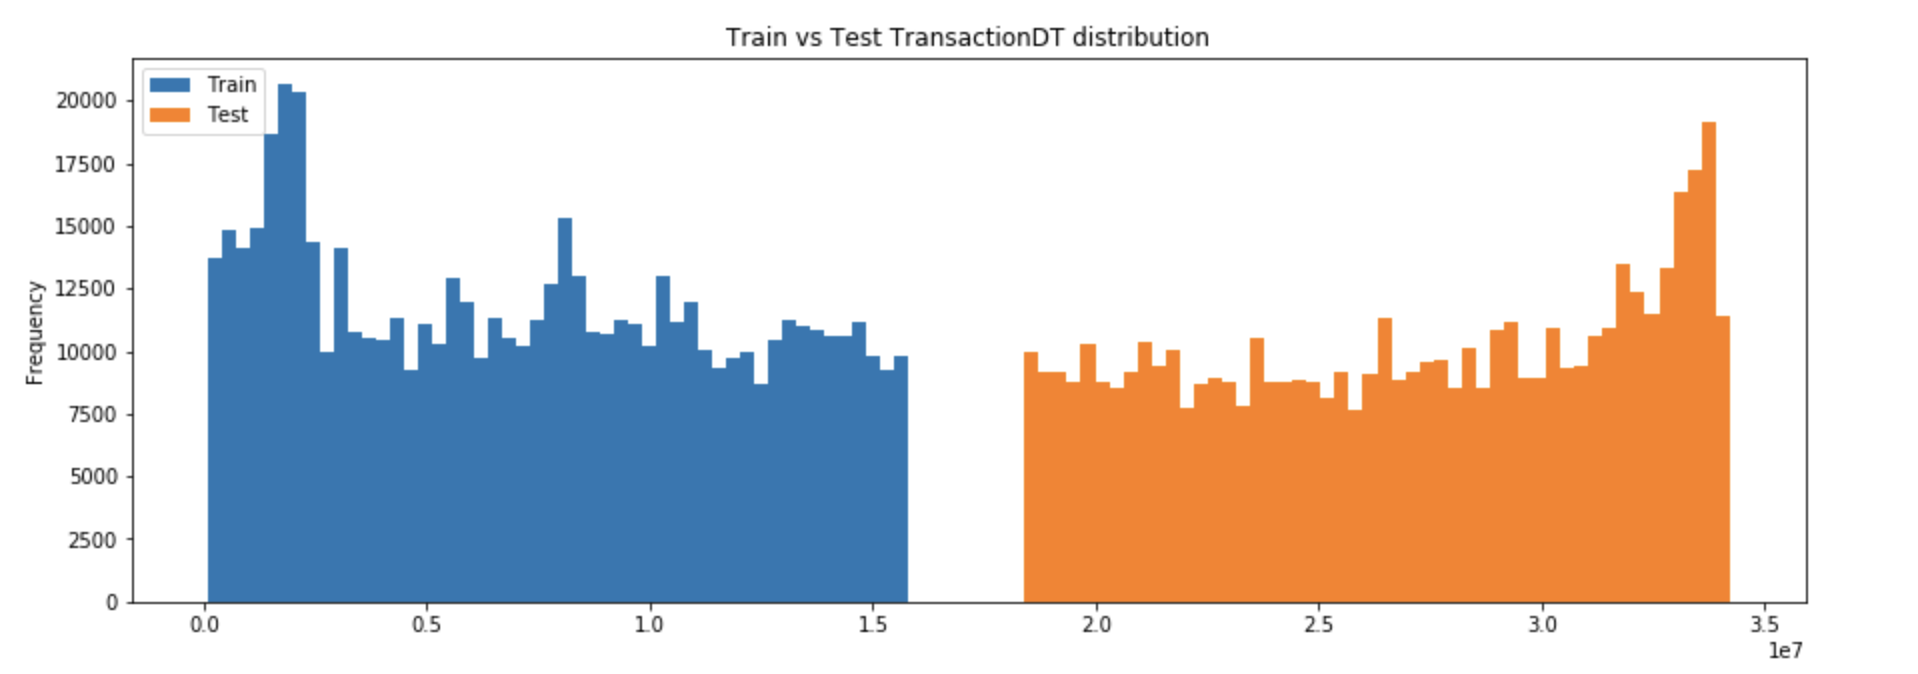 Train vs Test TransactionDT distribution
Train
Test
Frequency
20000
17500
15000
12500
10000
7500
5000
2500
0
0.0 0.5 1.0 1.5 2.0 2.5 3.0 3.5
1e7